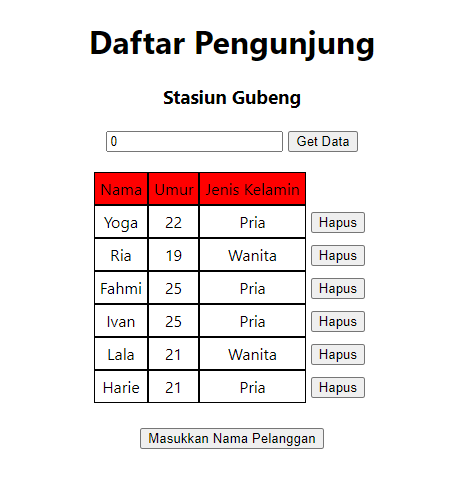 Daftar Pengunjung
Stasiun Gubeng
0 Get Data
Nama Umur Jenis Kelamin
Yoga 22 Pria Hapus
Ria 19 Wanita Hapus
Fahmi 25 Pria Hapus
Ivan 25 Pria Hapus
Lala 21 Wanita Hapus
Harie 21 Pria Hapus
Masukkan Nama Pelanggan